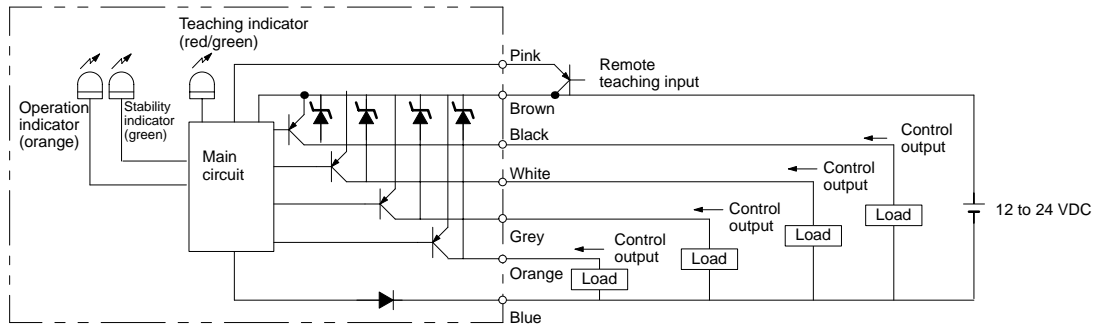 Teaching indicator
(red/green)
Operation
indicator
(orange)
Stability
indicator
(green)
Main
circuit
Pink
Remote
teaching input
Brown
Black
Control
output
White
Control
output
Grey
Control
output
Orange
Control
output
Blue
Load
Load
Load
Load
12 to 24 VDC